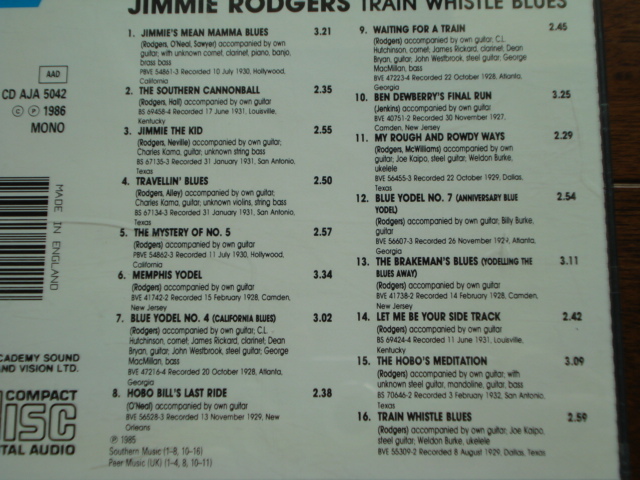 JIMMIE RODGERS TRAIN WHISTLE BLUES
AAD
CD AJA 5042
© ℗ 1986
MONO
MADE IN ENGLAND
ACADEMY SOUND
AND VISION LTD.
COMPACT
DISC
DIGITAL AUDIO
1. JIMMIE'S MEAN MAMMA BLUES 3.21
(Rodgers, O'Neal, Sawyer) accompanied by own
guitar; with unknown cornet, clarinet, piano, banjo,
brass bass
PBVE 54861-3 Recorded 10 July 1930, Hollywood,
California
2. THE SOUTHERN CANNONBALL 2.35
(Rodgers, Hall) accompanied by own guitar
BS 69458-4 Recorded 17 June 1931, Louisville,
Kentucky
3. JIMMIE THE KID 2.55
(Rodgers, Neville) accompanied by own guitar;
Charles Kama, guitar; unknown string bass
BS 67135-3 Recorded 31 January 1931, San Antonio,
Texas
4. TRAVELLIN' BLUES 2.50
(Rodgers, Alley) accompanied by own guitar;
Charles Kama, guitar; unknown violins, string bass
BS 67134-3 Recorded 31 January 1931, San Antonio,
Texas
5. THE MYSTERY OF NO. 5 2.57
(Rodgers) accompanied by own guitar
PBVE 54862-3 Recorded 11 July 1930, Hollywood,
California
6. MEMPHIS YODEL 3.34
(Rodgers) accompanied by own guitar
BVE 41742-2 Recorded 15 February 1928, Camden,
New Jersey
7. BLUE YODEL NO. 4 (CALIFORNIA BLUES) 3.02
(Rodgers) accompanied by own guitar; C.L.
Hutchinson, cornet; James Rickard, clarinet; Dean
Bryan, guitar; John Westbrook, steel guitar; George
MacMillan, bass
BVE 47216-4 Recorded 20 October 1928, Atlanta,
Georgia
8. HOBO BILL'S LAST RIDE 2.38
(O'Neal) accompanied by own guitar
BVE 56528-3 Recorded 13 November 1929, New
Orleans
℗ 1985
Southern Music (1-8, 10-16)
Peer Music (UK) (1-4, 8, 10-11)
9. WAITING FOR A TRAIN 2.45
(Rodgers) accompanied by own guitar; C.L.
Hutchinson, cornet; James Rickard, clarinet; Dean
Bryan, guitar; John Westbrook, steel guitar; George
MacMillan, bass
BVE 47223-4 Recorded 22 October 1928, Atlanta,
Georgia
10. BEN DEWBERRY'S FINAL RUN 3.25
(Jenkins) accompanied by own guitar
BVE 40751-2 Recorded 30 November 1927,
Camden, New Jersey
11. MY ROUGH AND ROWDY WAYS 2.29
(Rodgers, McWilliams) accompanied by own
guitar; Joe Kaipo, steel guitar; Weldon Burke,
ukelele
BVE 56455-3 Recorded 22 October 1929, Dallas,
Texas
12. BLUE YODEL NO. 7 (ANNIVERSARY BLUE
YODEL) 2.54
(Rodgers) accompanied by own guitar; Billy Burke,
guitar
BVE 56607-3 Recorded 26 November 1929, Atlanta,
Georgia
13. THE BRAKEMAN'S BLUES (YODELLING THE
BLUES AWAY) 3.11
(Rodgers) accompanied by own guitar
BVE 41738-2 Recorded 14 February 1928, Camden,
New Jersey
14. LET ME BE YOUR SIDE TRACK 2.42
(Rodgers) accompanied by own guitar
BS 69424-4 Recorded 11 June 1931, Louisville,
Kentucky
15. THE HOBO'S MEDITATION 3.09
(Rodgers) accompanied by own guitar; with
unknown steel guitar, mandoline, guitar, bass
BS 70646-2 Recorded 3 February 1932, San Antonio,
Texas
16. TRAIN WHISTLE BLUES 2.59
(Rodgers) accompanied by own guitar; Joe Kaipo,
steel guitar; Weldon Burke, ukelele
BVE 55309-2 Recorded 8 August 1929, Dallas, Texas